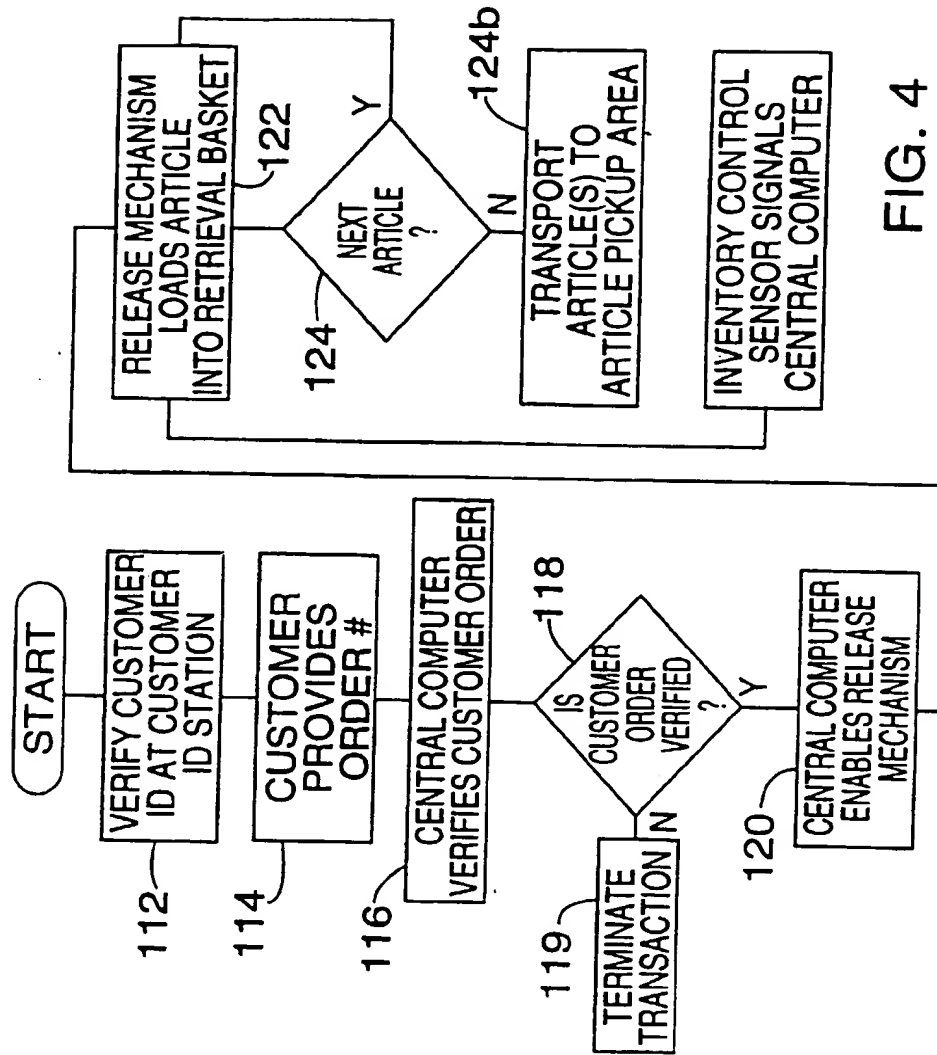 START
VERIFY CUSTOMER
ID AT CUSTOMER
ID STATION
112
CUSTOMER
PROVIDES
ORDER #
114
CENTRAL COMPUTER
VERIFIES CUSTOMER ORDER
116
IS
CUSTOMER
ORDER
VERIFIED
?
118
N
TERMINATE
TRANSACTION
119
Y
CENTRAL COMPUTER
ENABLES RELEASE
MECHANISM
120
RELEASE MECHANISM
LOADS ARTICLE
INTO RETRIEVAL BASKET
122
NEXT
ARTICLE
?
124
Y
N
TRANSPORT
ARTICLE(S) TO
ARTICLE PICKUP AREA
124b
INVENTORY CONTROL
SENSOR SIGNALS
CENTRAL COMPUTER
FIG. 4